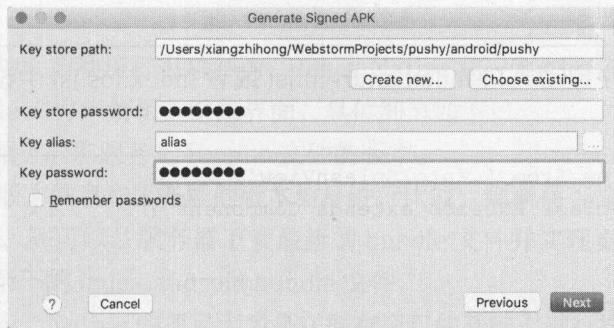 Generate Signed APK
Key store path: /Users/xiangzhihong/WebstormProjects/pushy/android/pushy
Create new... Choose existing...
Key store password: ●●●●●●●●
Key alias: alias ...
Key password: ●●●●●●●●
Remember passwords
? Cancel Previous Next